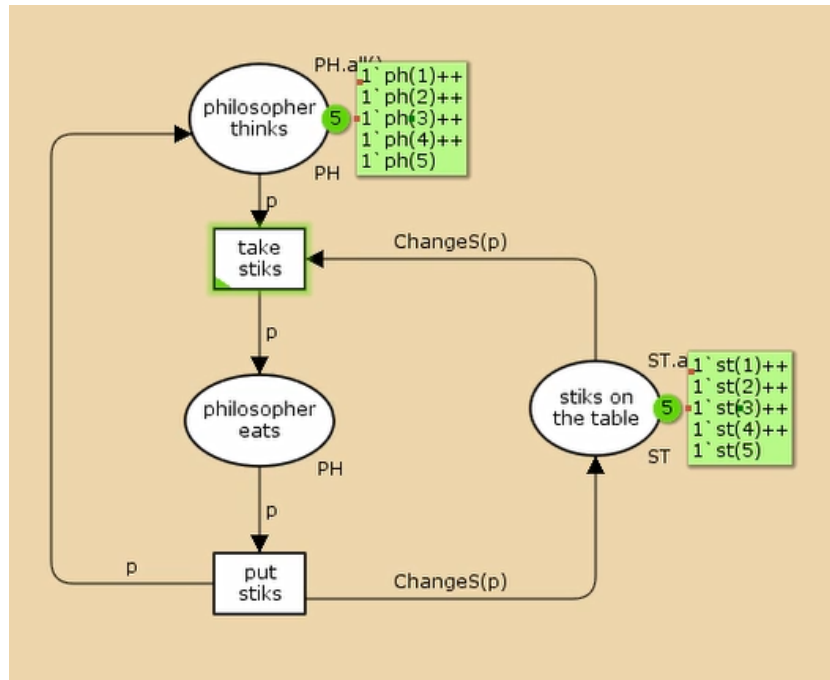 PH.all()
philosopher
thinks
5
1`ph(1)++
1`ph(2)++
1`ph(3)++
1`ph(4)++
1`ph(5)
PH
p
take
stiks
ChangeS(p)
p
philosopher
eats
PH
ST.a
stiks on
the table
5
1`st(1)++
1`st(2)++
1`st(3)++
1`st(4)++
1`st(5)
ST
p
p
put
stiks
ChangeS(p)